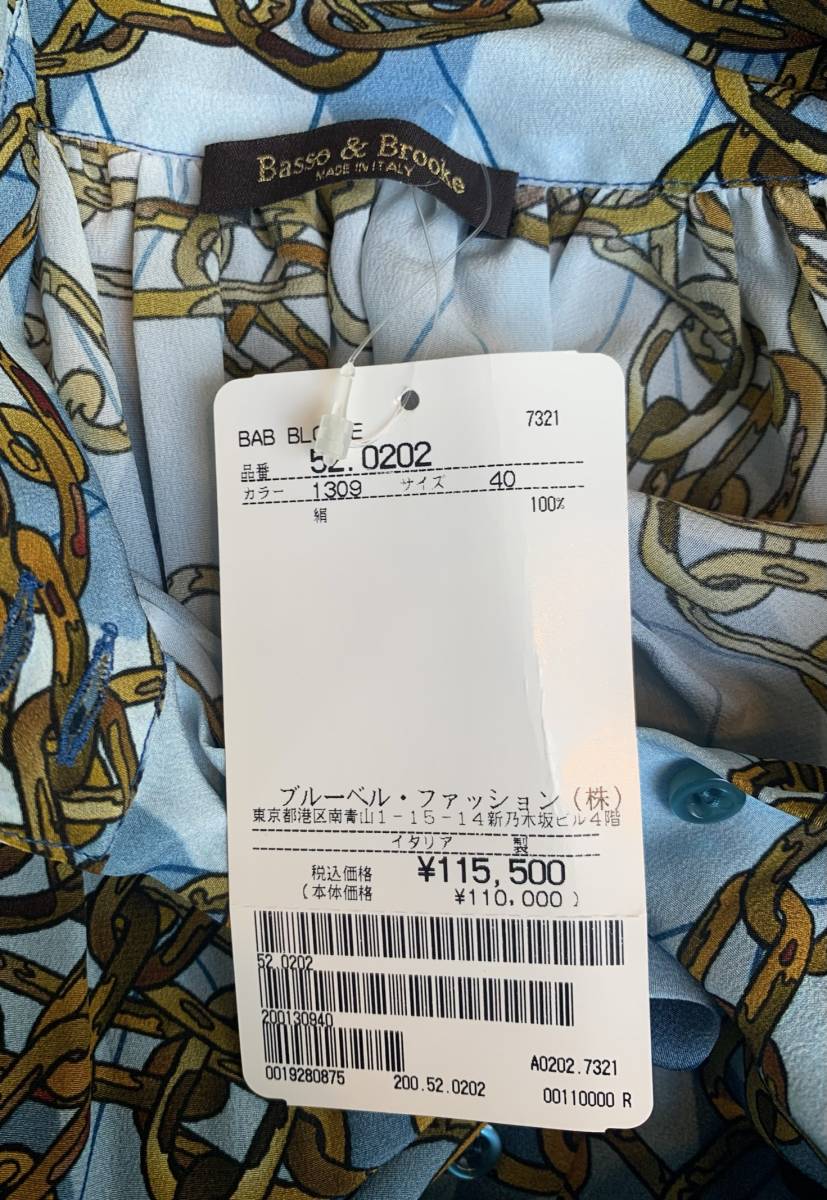 Basso & Brooke
MADE IN ITALY
BAB 7321
品番 52.0202
カラー 1309 サイズ 40
絹 100%
ブルーベル・ファッション(株)
東京都港区南青山1-15-14新乃木坂ビル4階
イタリア 製
税込価格 ¥115,500
(本体価格 ¥110,000)
52.0202
200130940
0019280875 200.52.0202
A0202.7321
00110000 R